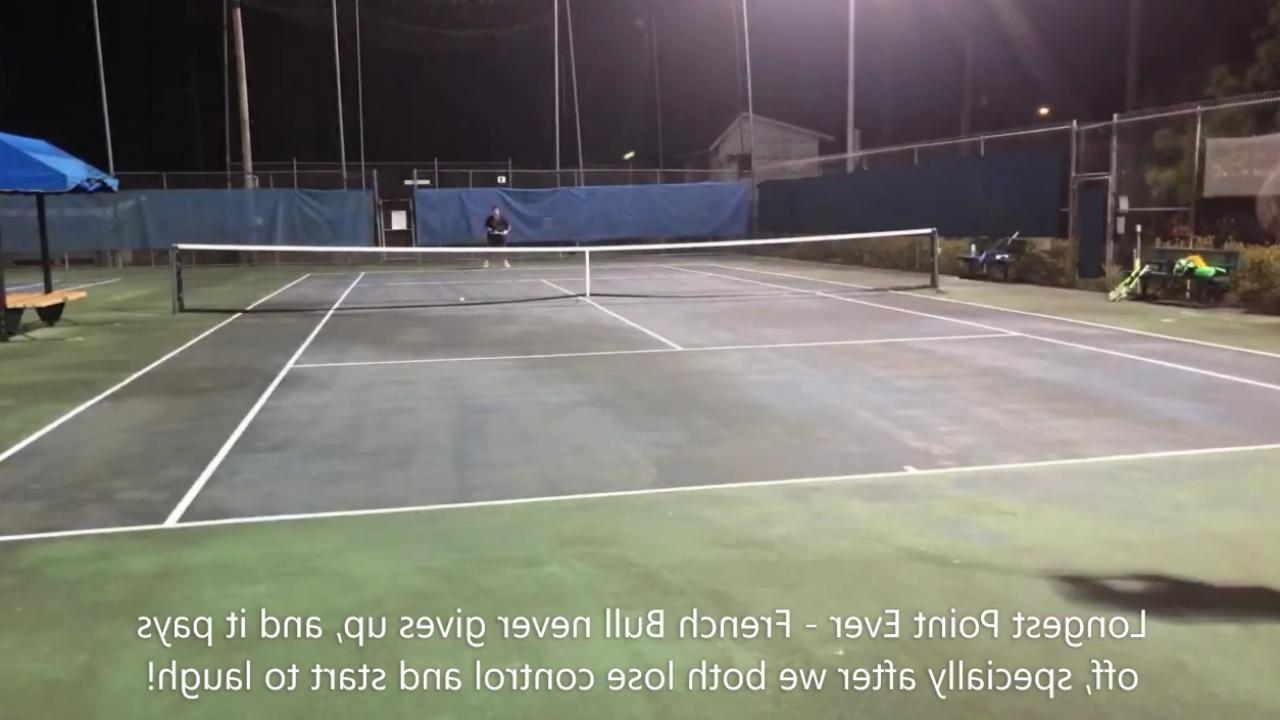 Longest Point Ever - French Bull never gives up, and it pays
off, specially after we both lose control and start to laugh!